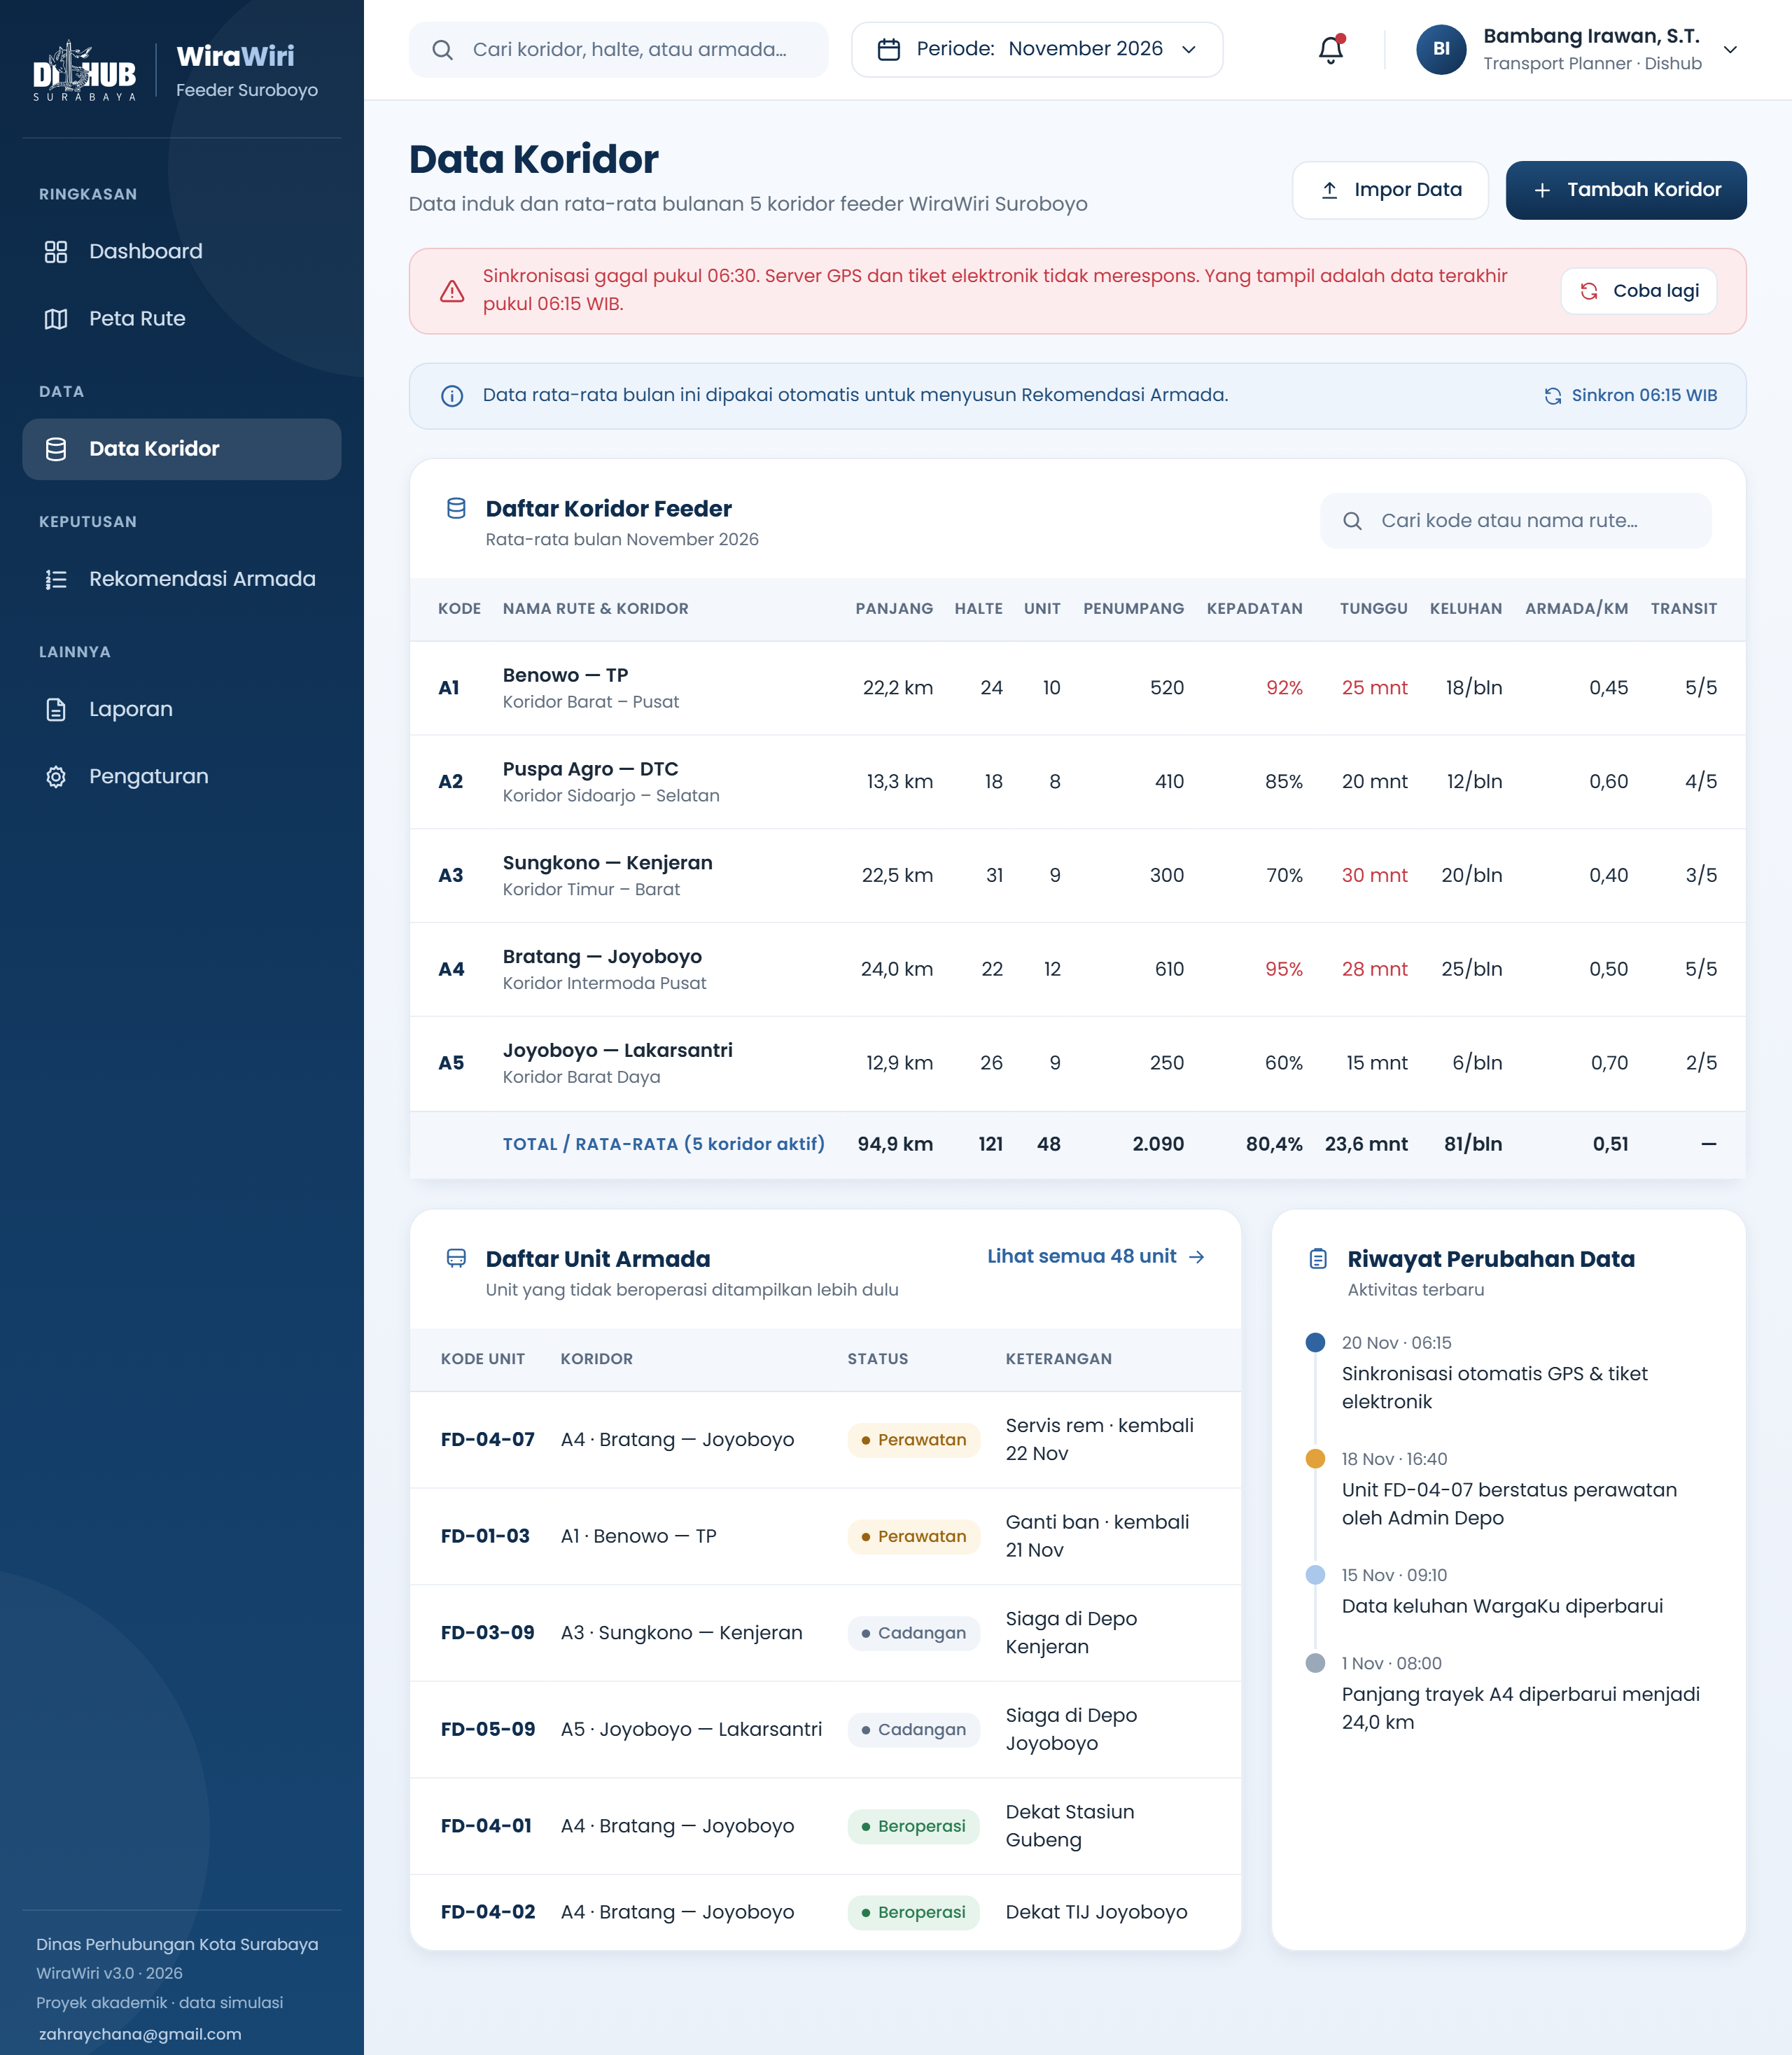 DISHUB
SURABAYA
WiraWiri
Feeder Suroboyo
RINGKASAN
Dashboard
Peta Rute
DATA
Data Koridor
KEPUTUSAN
Rekomendasi Armada
LAINNYA
Laporan
Pengaturan
Dinas Perhubungan Kota Surabaya
WiraWiri v3.0 · 2026
Proyek akademik · data simulasi
zahraychana@gmail.com
Cari koridor, halte, atau armada...
Periode: November 2026
BI
Bambang Irawan, S.T.
Transport Planner · Dishub
Data Koridor
Data induk dan rata-rata bulanan 5 koridor feeder WiraWiri Suroboyo
Impor Data
Tambah Koridor
Sinkronisasi gagal pukul 06:30. Server GPS dan tiket elektronik tidak merespons. Yang tampil adalah data terakhir
pukul 06:15 WIB.
Coba lagi
Data rata-rata bulan ini dipakai otomatis untuk menyusun Rekomendasi Armada.
Sinkron 06:15 WIB
Daftar Koridor Feeder
Rata-rata bulan November 2026
Cari kode atau nama rute...
KODE NAMA RUTE & KORIDOR PANJANG HALTE UNIT PENUMPANG KEPADATAN TUNGGU KELUHAN ARMADA/KM TRANSIT
A1 Benowo — TP 22,2 km 24 10 520 92% 25 mnt 18/bln 0,45 5/5
Koridor Barat – Pusat
A2 Puspa Agro — DTC 13,3 km 18 8 410 85% 20 mnt 12/bln 0,60 4/5
Koridor Sidoarjo – Selatan
A3 Sungkono — Kenjeran 22,5 km 31 9 300 70% 30 mnt 20/bln 0,40 3/5
Koridor Timur – Barat
A4 Bratang — Joyoboyo 24,0 km 22 12 610 95% 28 mnt 25/bln 0,50 5/5
Koridor Intermoda Pusat
A5 Joyoboyo — Lakarsantri 12,9 km 26 9 250 60% 15 mnt 6/bln 0,70 2/5
Koridor Barat Daya
TOTAL / RATA-RATA (5 koridor aktif) 94,9 km 121 48 2.090 80,4% 23,6 mnt 81/bln 0,51 —
Daftar Unit Armada
Unit yang tidak beroperasi ditampilkan lebih dulu
Lihat semua 48 unit →
KODE UNIT KORIDOR STATUS KETERANGAN
FD-04-07 A4 · Bratang — Joyoboyo Perawatan Servis rem · kembali
22 Nov
FD-01-03 A1 · Benowo — TP Perawatan Ganti ban · kembali
21 Nov
FD-03-09 A3 · Sungkono — Kenjeran Cadangan Siaga di Depo
Kenjeran
FD-05-09 A5 · Joyoboyo — Lakarsantri Cadangan Siaga di Depo
Joyoboyo
FD-04-01 A4 · Bratang — Joyoboyo Beroperasi Dekat Stasiun
Gubeng
FD-04-02 A4 · Bratang — Joyoboyo Beroperasi Dekat TIJ Joyoboyo
Riwayat Perubahan Data
Aktivitas terbaru
20 Nov · 06:15
Sinkronisasi otomatis GPS & tiket
elektronik
18 Nov · 16:40
Unit FD-04-07 berstatus perawatan
oleh Admin Depo
15 Nov · 09:10
Data keluhan WargaKu diperbarui
1 Nov · 08:00
Panjang trayek A4 diperbarui menjadi
24,0 km